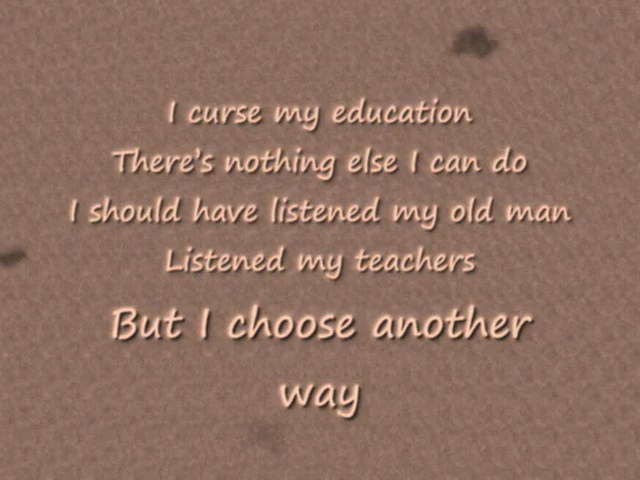 I curse my education
There's nothing else I can do
I should have listened my old man
Listened my teachers
But I choose another
way